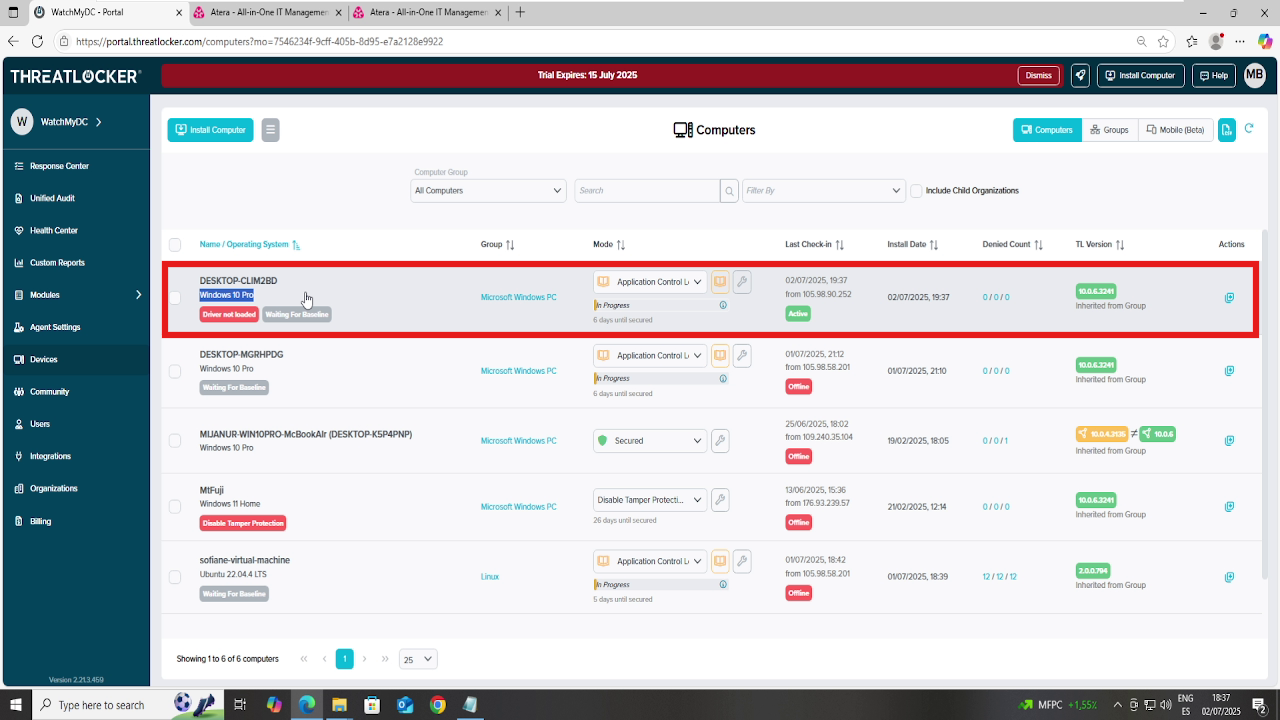 WatchMyDC - Portal
Atera - All-in-One IT Managemen
Atera - All-in-One IT Managemen
https://portal.threatlocker.com/computers?mo=7546234f-9cff-405b-8d95-e7a2128e9922
THREATLOCKER
Trial Expires: 15 July 2025
Dismiss
Install Computer
Help
MB
W
WatchMyDC
Install Computer
Computers
Computers
Groups
Mobile (Beta)
Response Center
Unified Audit
Health Center
Custom Reports
Modules
Agent Settings
Devices
Community
Users
Integrations
Organizations
Billing
Version 2.21.3.459
Computer Group
All Computers
Search
Filter By
Include Child Organizations
Name / Operating System
Group
Mode
Last Check-in
Install Date
Denied Count
TL Version
Actions
DESKTOP-CLIM2BD
Windows 10 Pro
Driver not loaded
Waiting For Baseline
Microsoft Windows PC
Application Control Le
In Progress
6 days until secured
02/07/2025, 19:37
from 105.98.90.252
Active
02/07/2025, 19:37
0 / 0 / 0
10.0.6.3241
Inherited from Group
DESKTOP-MGRHPDG
Windows 10 Pro
Waiting For Baseline
Microsoft Windows PC
Application Control Le
In Progress
6 days until secured
01/07/2025, 21:12
from 105.98.58.201
Offline
01/07/2025, 21:10
0 / 0 / 0
10.0.6.3241
Inherited from Group
MIJANUR-WIN10PRO-McBookAir (DESKTOP-K5P4PNP)
Windows 10 Pro
Microsoft Windows PC
Secured
25/06/2025, 18:02
from 109.240.35.104
Offline
19/02/2025, 18:05
0 / 0 / 1
10.0.4.3125 ≠ 10.0.6
Inherited from Group
MtFuji
Windows 11 Home
Disable Tamper Protection
Microsoft Windows PC
Disable Tamper Protecti...
26 days until secured
13/06/2025, 15:36
from 176.93.239.57
Offline
21/02/2025, 12:14
0 / 0 / 0
10.0.6.3241
Inherited from Group
sofiane-virtual-machine
Ubuntu 22.04.4 LTS
Waiting For Baseline
Linux
Application Control Le
In Progress
5 days until secured
01/07/2025, 18:42
from 105.98.58.201
Offline
01/07/2025, 18:39
12 / 12 / 12
2.0.0.794
Inherited from Group
Showing 1 to 6 of 6 computers
1
25
Type here to search
MFPC +1,55%
ENG
ES
18:37
02/07/2025